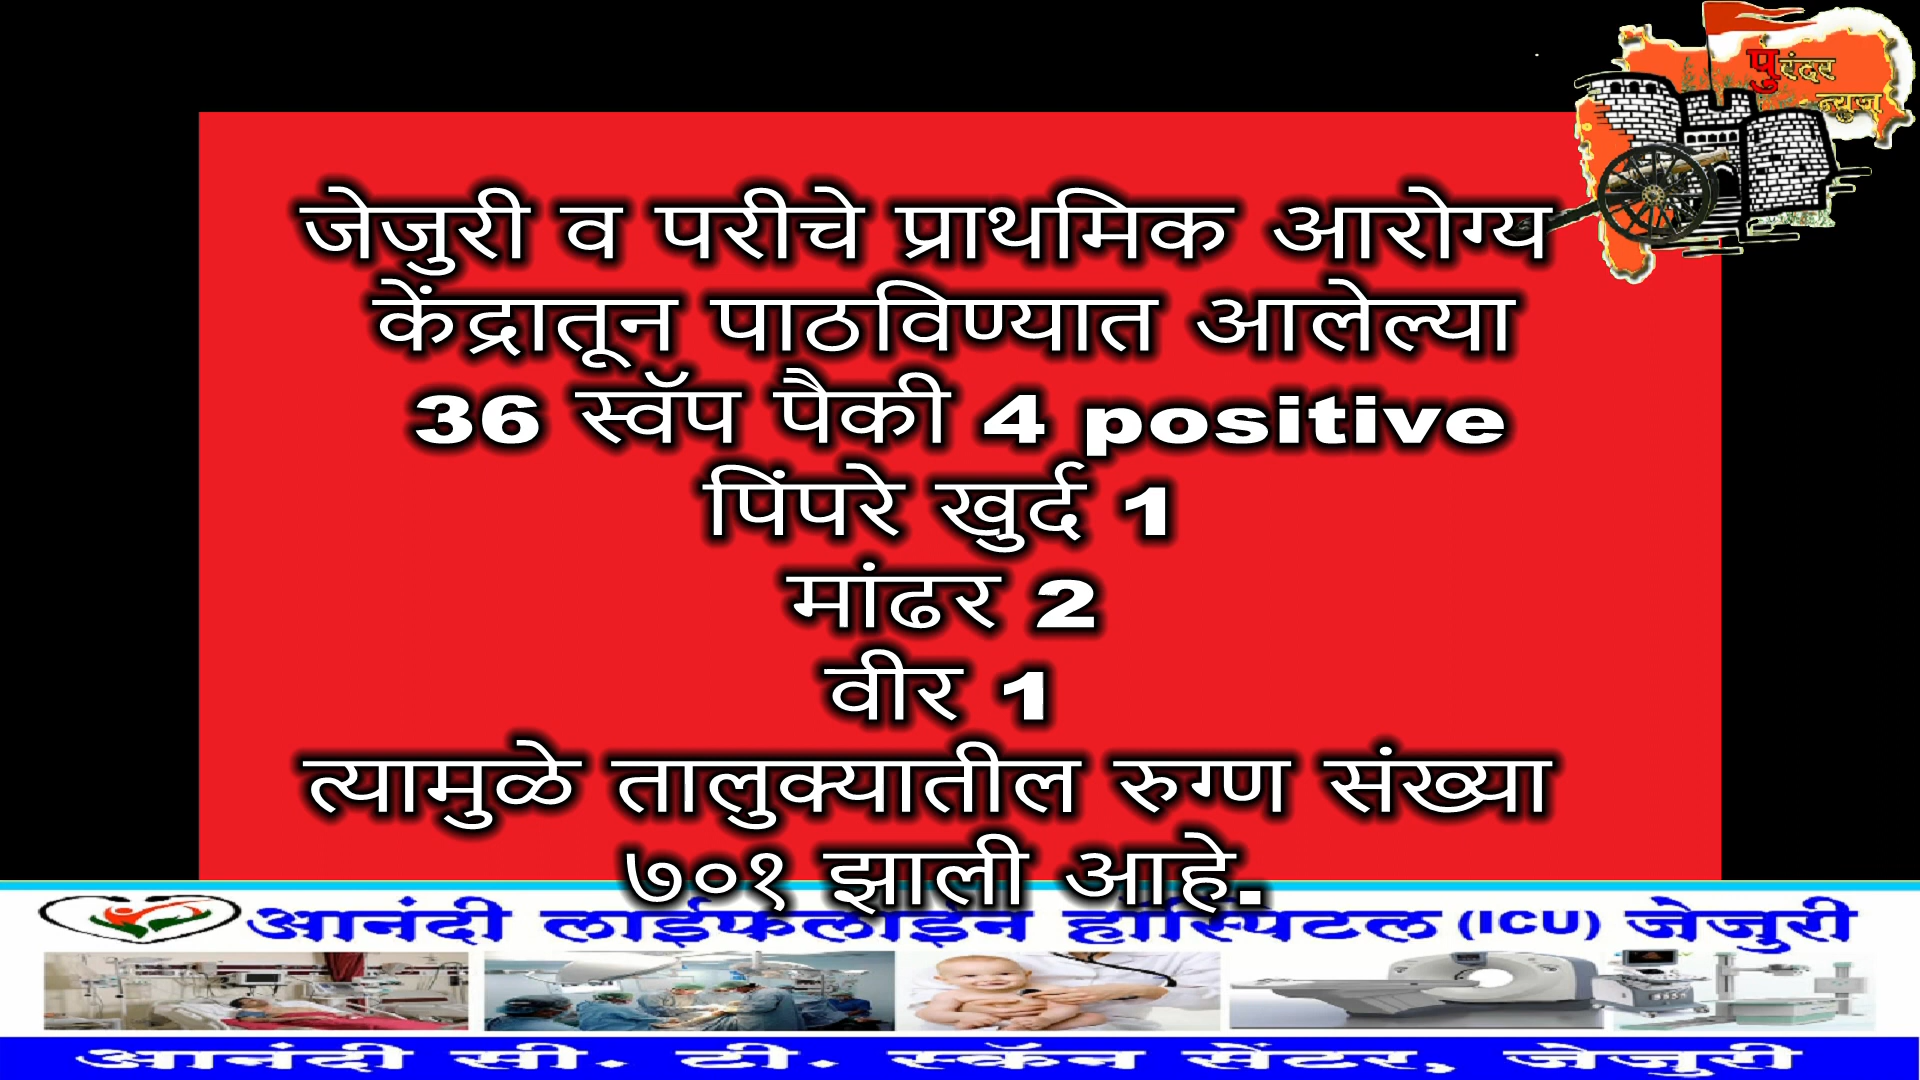 पुरंदर
न्युज
जेजुरी व परीचे प्राथमिक आरोग्य
केंद्रातून पाठविण्यात आलेल्या
36 स्वॅप पैकी 4 positive
पिंपरे खुर्द 1
मांढर 2
वीर 1
त्यामुळे तालुक्यातील रुग्ण संख्या
७०१ झाली आहे.
आनंदी लाईफलाईन हॉस्पिटल (ICU) जेजुरी
आनंदी सी. टी. स्कॅन सेंटर, जेजुरी